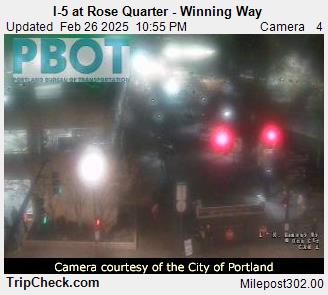 I-5 at Rose Quarter - Winning Way
Updated Feb 26 2025 10:55 PM Camera 4
PBOT
PORTLAND BUREAU OF TRANSPORTATION
Camera courtesy of the City of Portland
TripCheck.com Milepost302.00